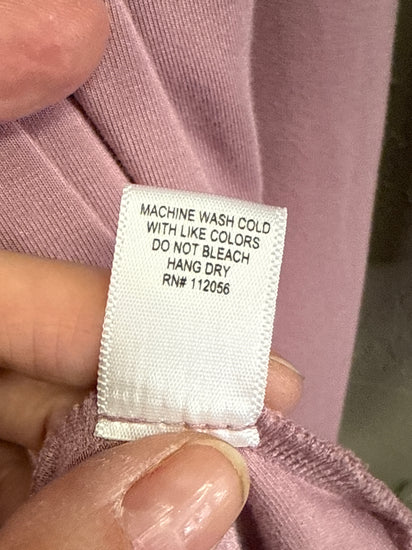 MACHINE WASH COLD
WITH LIKE COLORS
DO NOT BLEACH
HANG DRY
RN# 112056